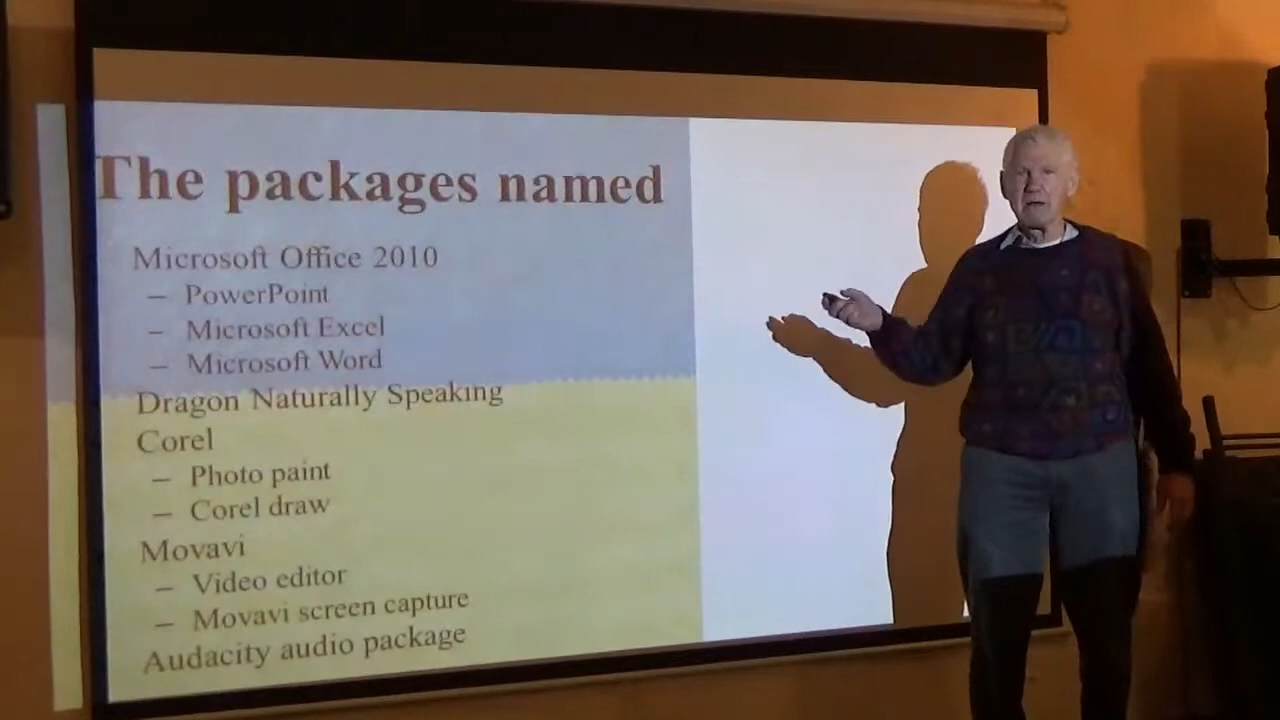 The packages named
Microsoft Office 2010
– PowerPoint
– Microsoft Excel
– Microsoft Word
Dragon Naturally Speaking
Corel
– Photo paint
– Corel draw
Movavi
– Video editor
– Movavi screen capture
Audacity audio package